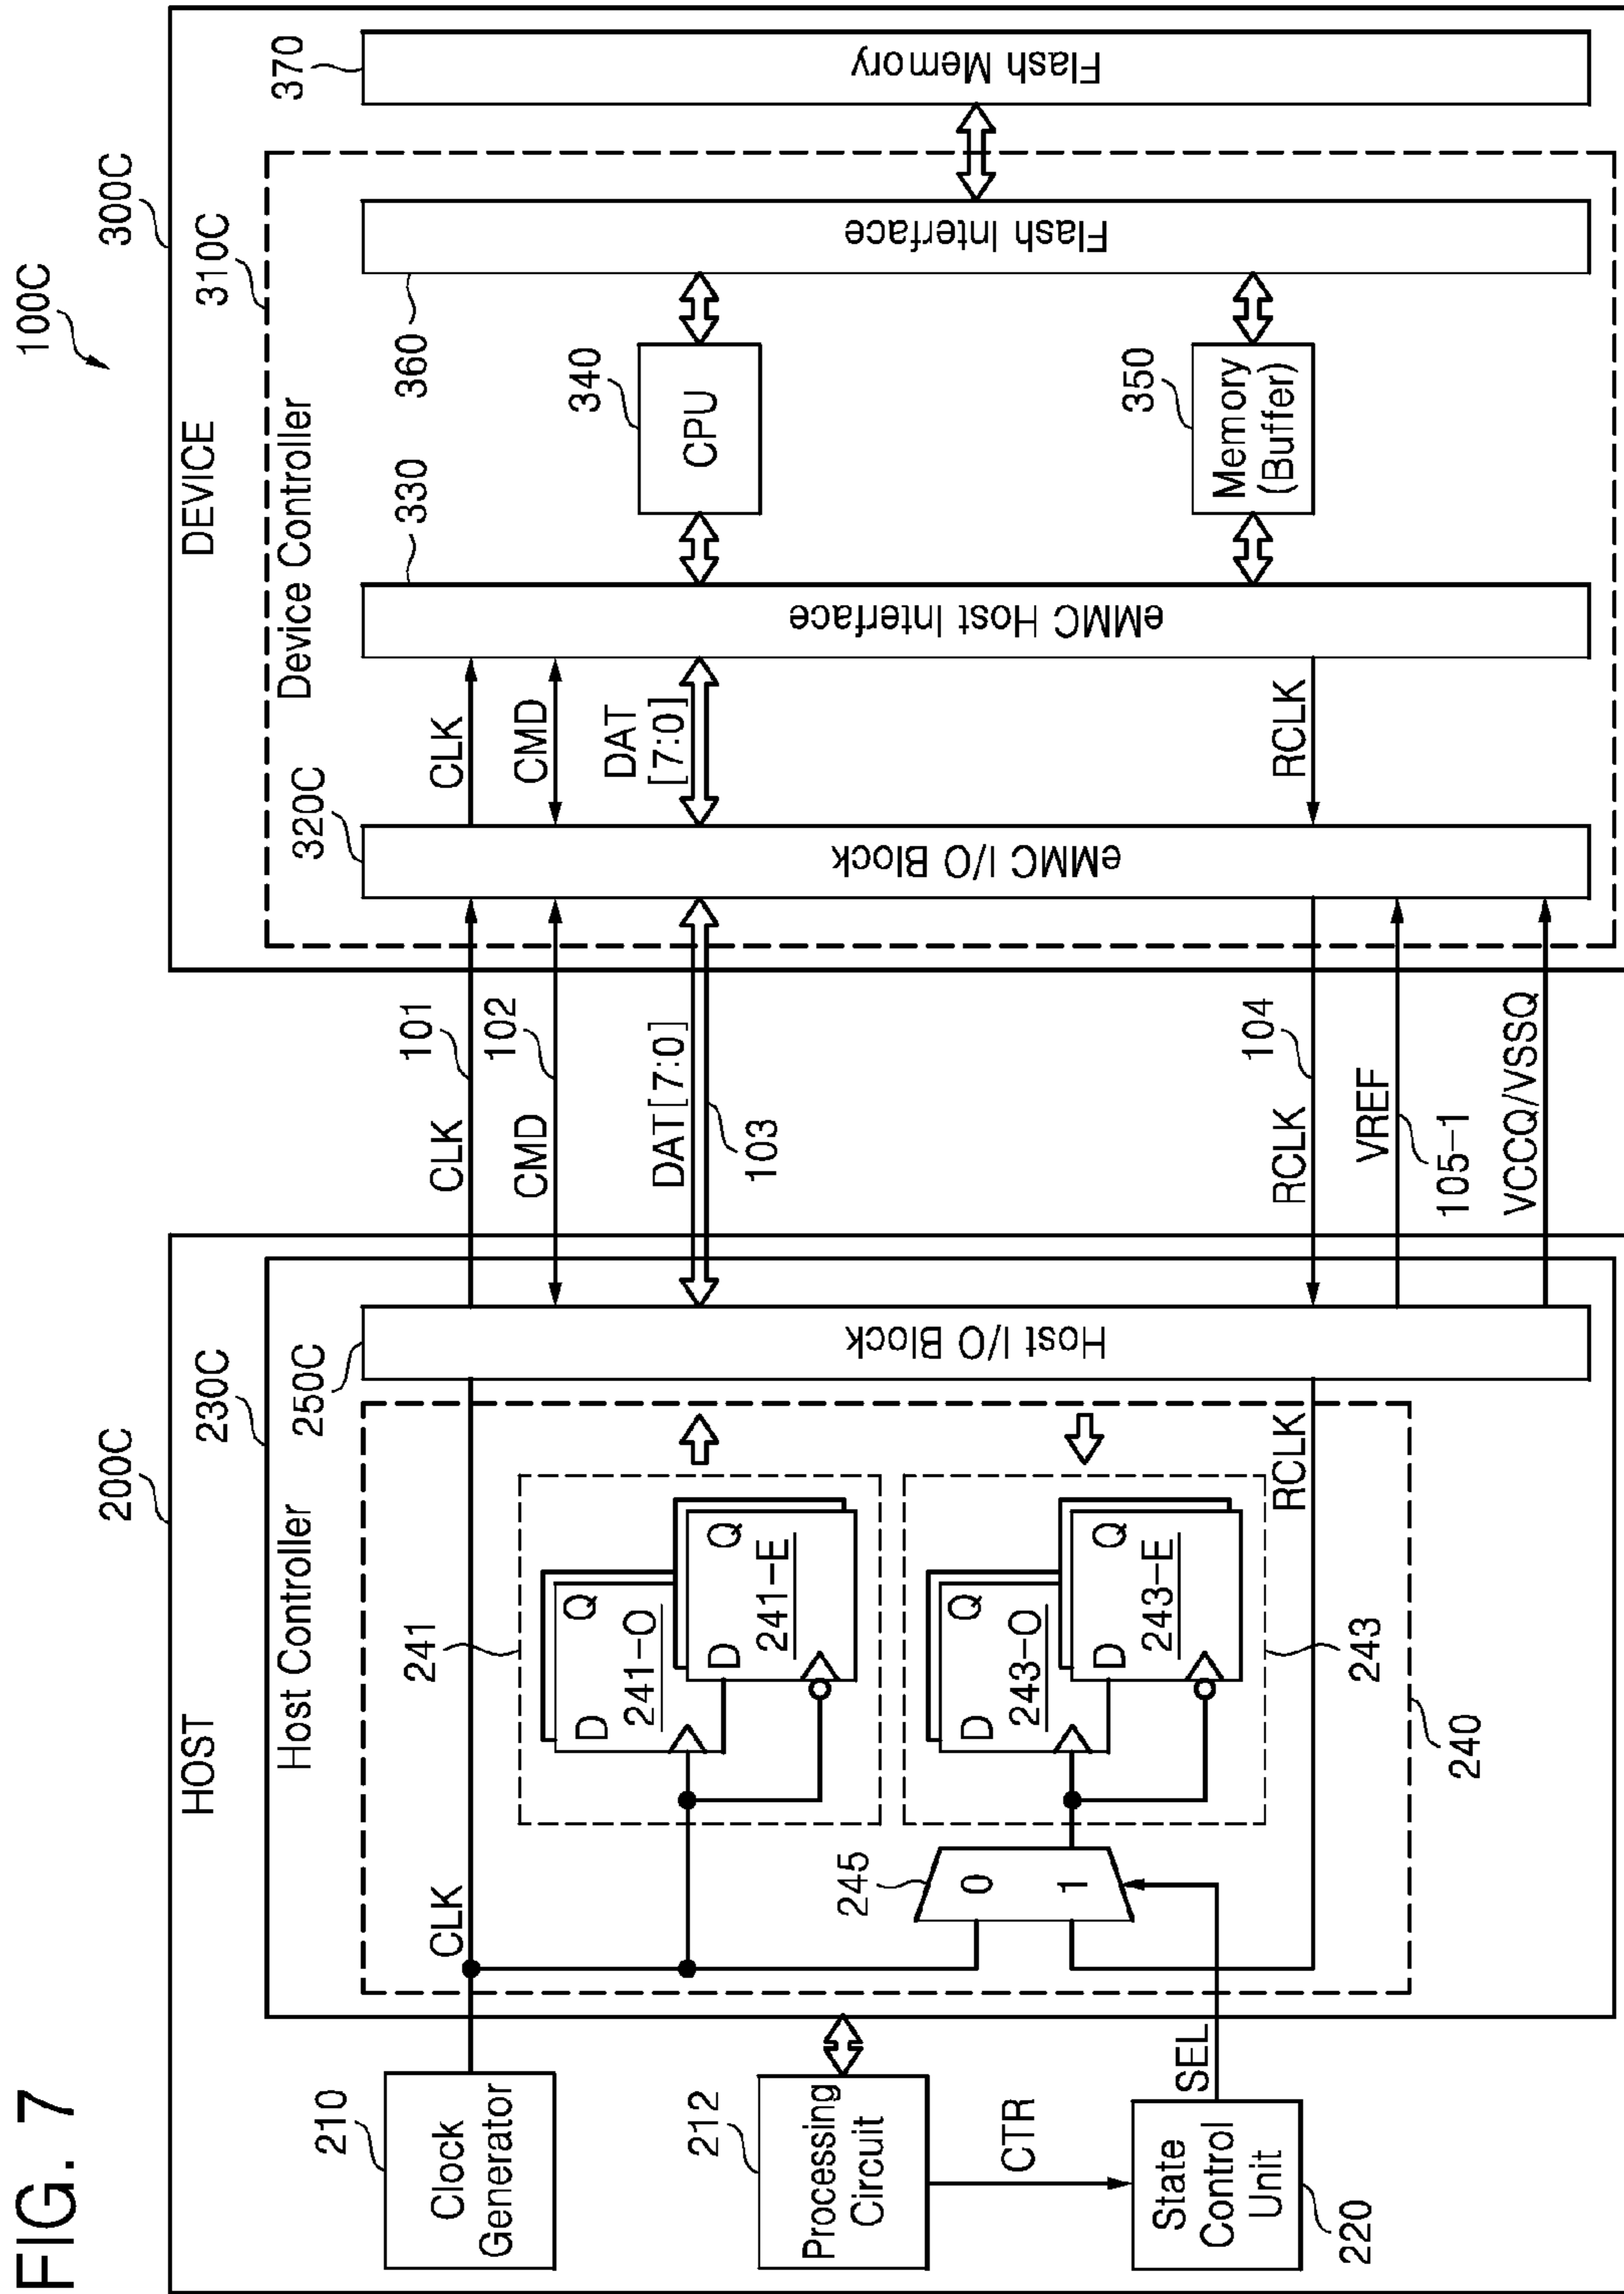 FIG. 7
100C
200C
HOST
210
Clock
Generator
212
Processing
Circuit
CTR
State
Control
Unit
220
SEL
230C
Host Controller
CLK
241
D
Q
241-O
D
Q
241-E
245
0
1
D
Q
243-O
D
Q
243-E
243
RCLK
240
250C
Host I/O Block
CLK
101
CMD
102
DAT[7:0]
103
RCLK
104
VREF
105-1
VCCQ/VSSQ
300C
DEVICE
310C
Device Controller
320C
eMMC I/O Block
CLK
CMD
DAT
[7:0]
RCLK
330
eMMC Host Interface
340
CPU
350
Memory
(Buffer)
360
Flash Interface
370
Flash Memory